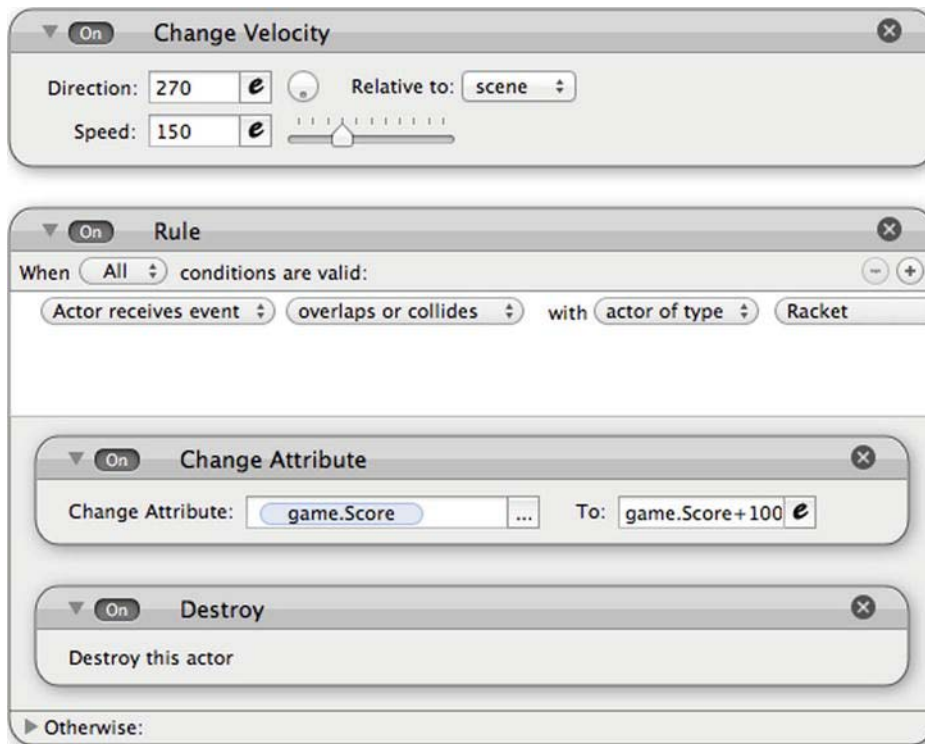 On Change Velocity
Direction: 270 e Relative to: scene
Speed: 150 e
On Rule
When All conditions are valid:
Actor receives event overlaps or collides with actor of type Racket
On Change Attribute
Change Attribute: game.Score ... To: game.Score+100 e
On Destroy
Destroy this actor
Otherwise: